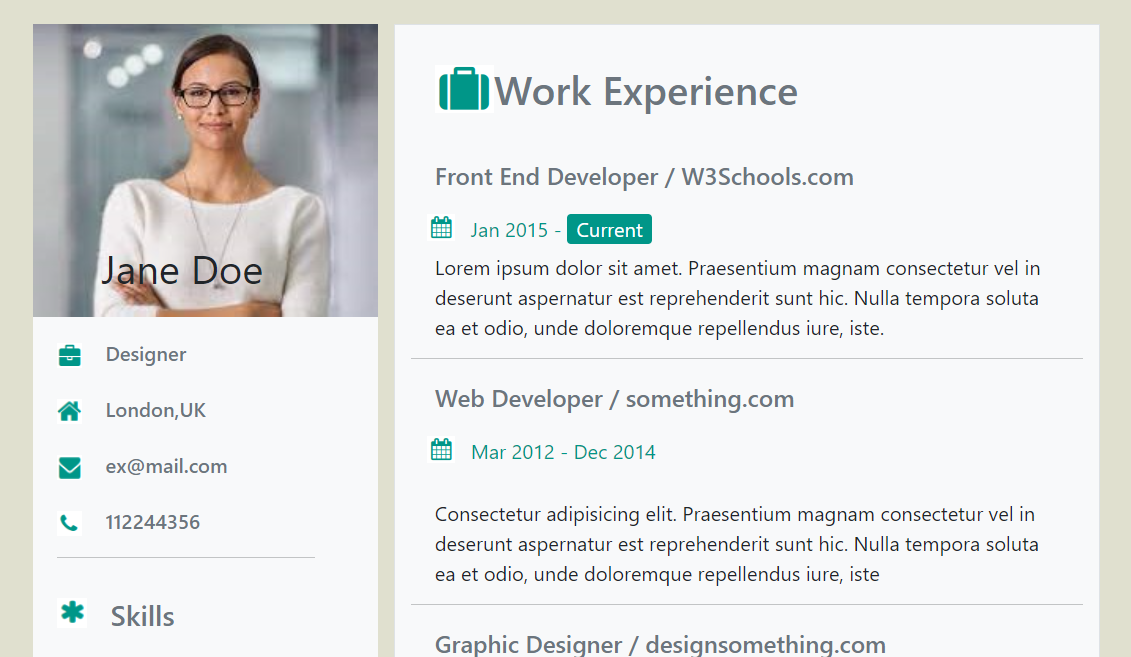 Jane Doe
Designer
London,UK
ex@mail.com
112244356
Skills
Work Experience
Front End Developer / W3Schools.com
Jan 2015 - Current
Lorem ipsum dolor sit amet. Praesentium magnam consectetur vel in
deserunt aspernatur est reprehenderit sunt hic. Nulla tempora soluta
ea et odio, unde doloremque repellendus iure, iste.
Web Developer / something.com
Mar 2012 - Dec 2014
Consectetur adipisicing elit. Praesentium magnam consectetur vel in
deserunt aspernatur est reprehenderit sunt hic. Nulla tempora soluta
ea et odio, unde doloremque repellendus iure, iste
Graphic Designer / designsomething.com